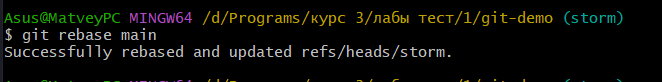 Asus@MatveyPC MINGW64 /d/Programs/курс 3/лабы тест/1/git-demo (storm)
$ git rebase main
Successfully rebased and updated refs/heads/storm.